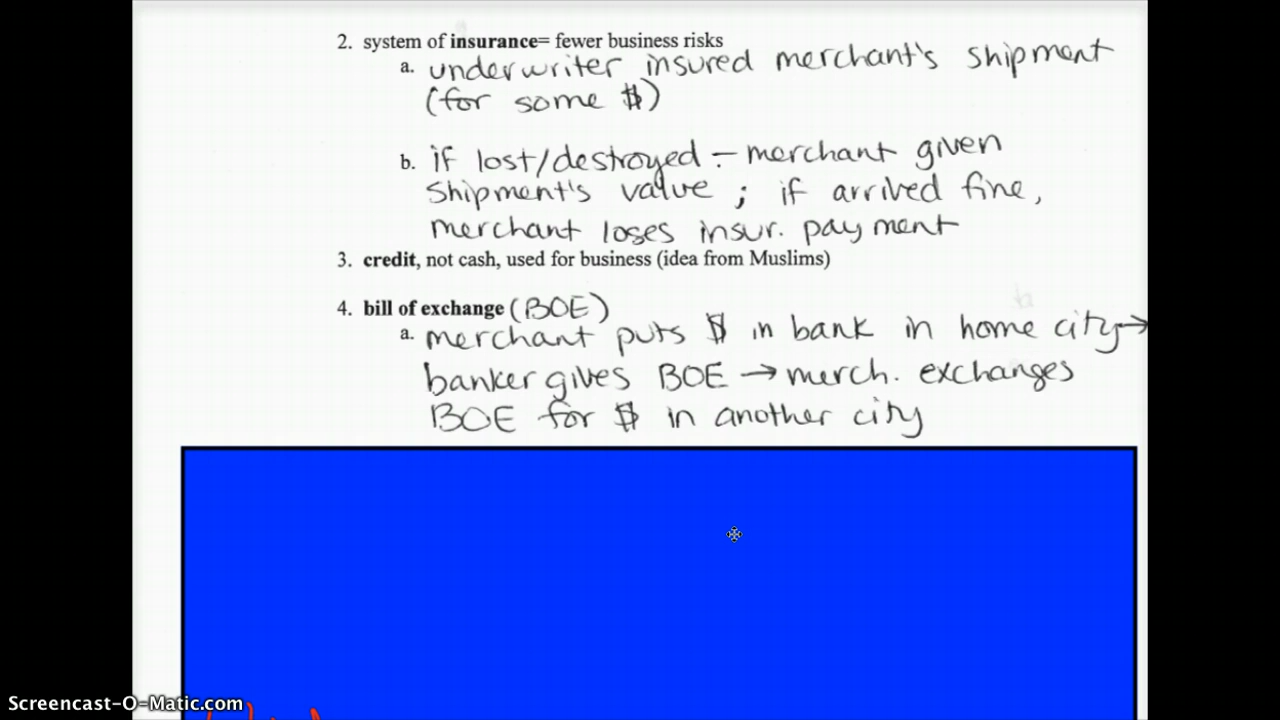 2. system of insurance= fewer business risks
a. underwriter insured merchant's shipment
(for some $)
b. if lost/destroyed - merchant given
shipment's value ; if arrived fine,
merchant loses insur. payment
3. credit, not cash, used for business (idea from Muslims)
4. bill of exchange (BOE)
a. merchant puts $ in bank in home city→
banker gives BOE → merch. exchanges
BOE for $ in another city
Screencast-O-Matic.com